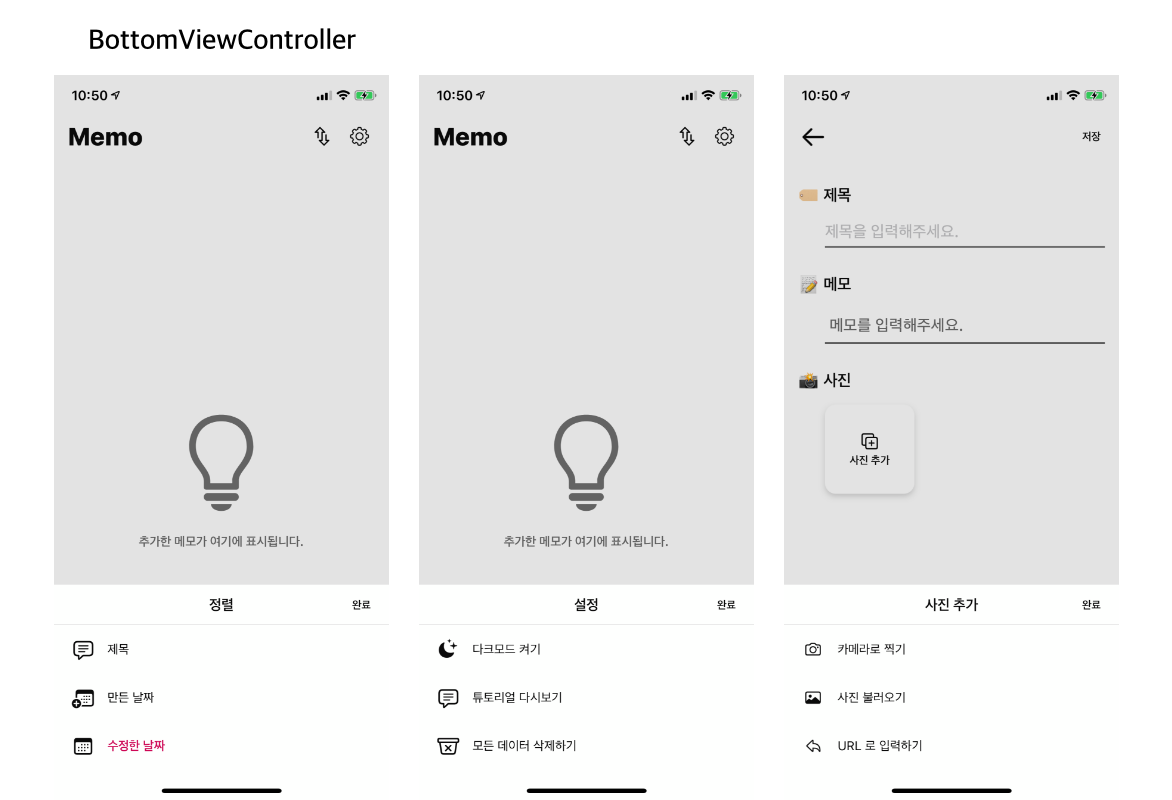 BottomViewController
10:50
Memo
추가한 메모가 여기에 표시됩니다.
정렬
완료
제목
만든 날짜
수정한 날짜
10:50
Memo
추가한 메모가 여기에 표시됩니다.
설정
완료
다크모드 켜기
튜토리얼 다시보기
모든 데이터 삭제하기
10:50
저장
제목
제목을 입력해주세요.
메모
메모를 입력해주세요.
사진
사진 추가
사진 추가
완료
카메라로 찍기
사진 불러오기
URL 로 입력하기